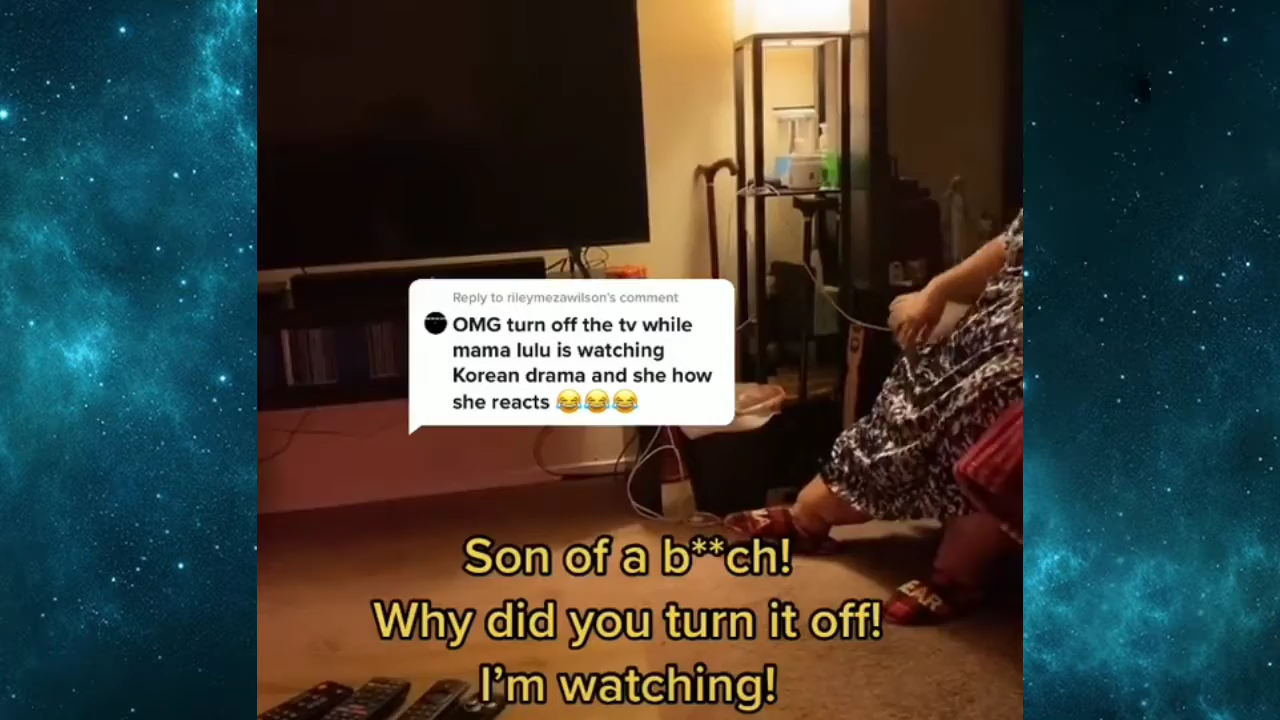 Reply to rileymezawilson's comment
OMG turn off the tv while
mama lulu is watching
Korean drama and she how
she reacts 😂😂😂
EAR
Son of a b**ch!
Why did you turn it off!
I'm watching!